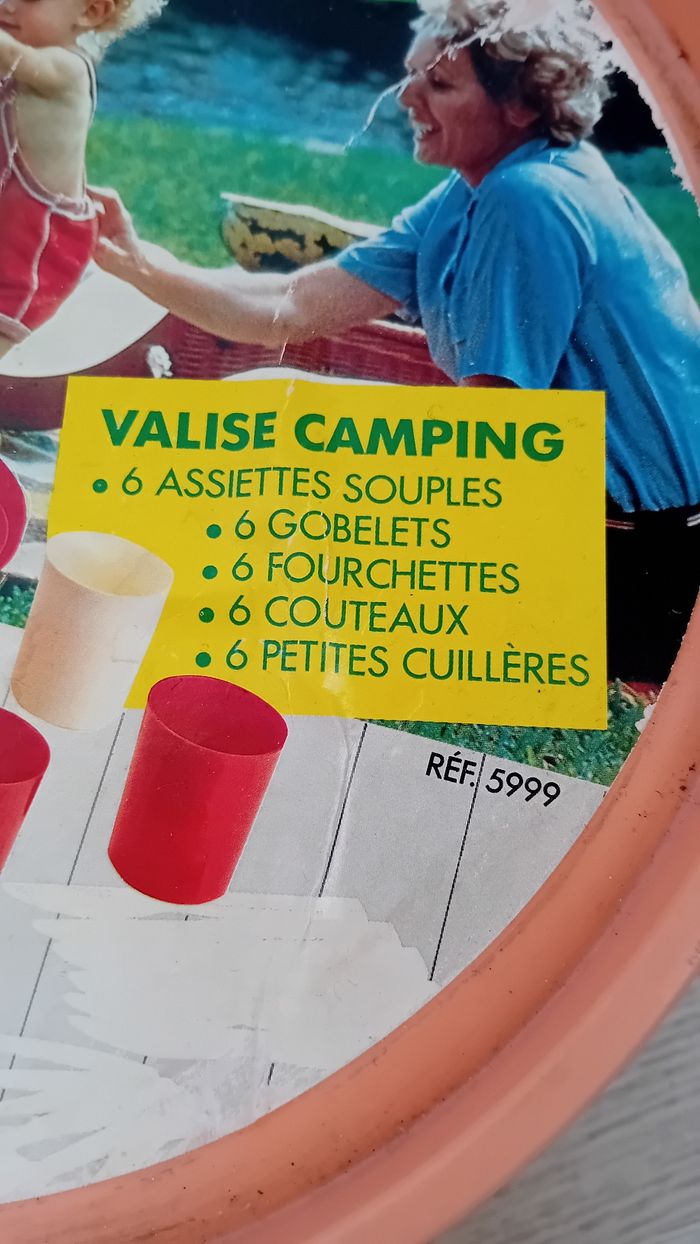 VALISE CAMPING
• 6 ASSIETTES SOUPLES
• 6 GOBELETS
• 6 FOURCHETTES
• 6 COUTEAUX
• 6 PETITES CUILLÈRES
RÉF. 5999